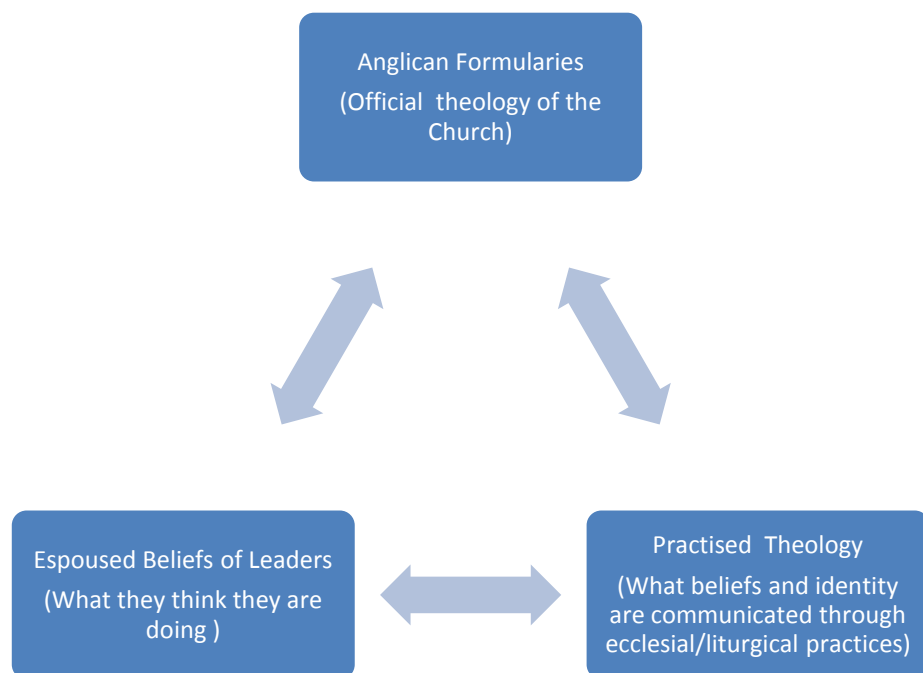 Anglican Formularies
(Official theology of the
Church)
Espoused Beliefs of Leaders
(What they think they are
doing )
Practised Theology
(What beliefs and identity
are communicated through
ecclesial/liturgical practices)